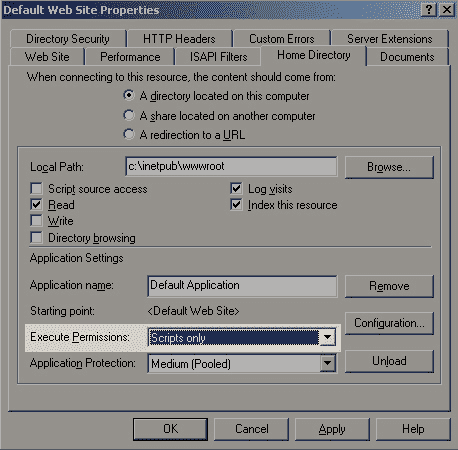 Default Web Site Properties
Directory Security HTTP Headers Custom Errors Server Extensions
Web Site Performance ISAPI Filters Home Directory Documents
When connecting to this resource, the content should come from:
A directory located on this computer
A share located on another computer
A redirection to a URL
Local Path: c:\inetpub\wwwroot Browse...
Script source access Log visits
Read Index this resource
Write
Directory browsing
Application Settings
Application name: Default Application Remove
Starting point: <Default Web Site>
Configuration...
Execute Permissions: Scripts only
Application Protection: Medium (Pooled) Unload
OK Cancel Apply Help